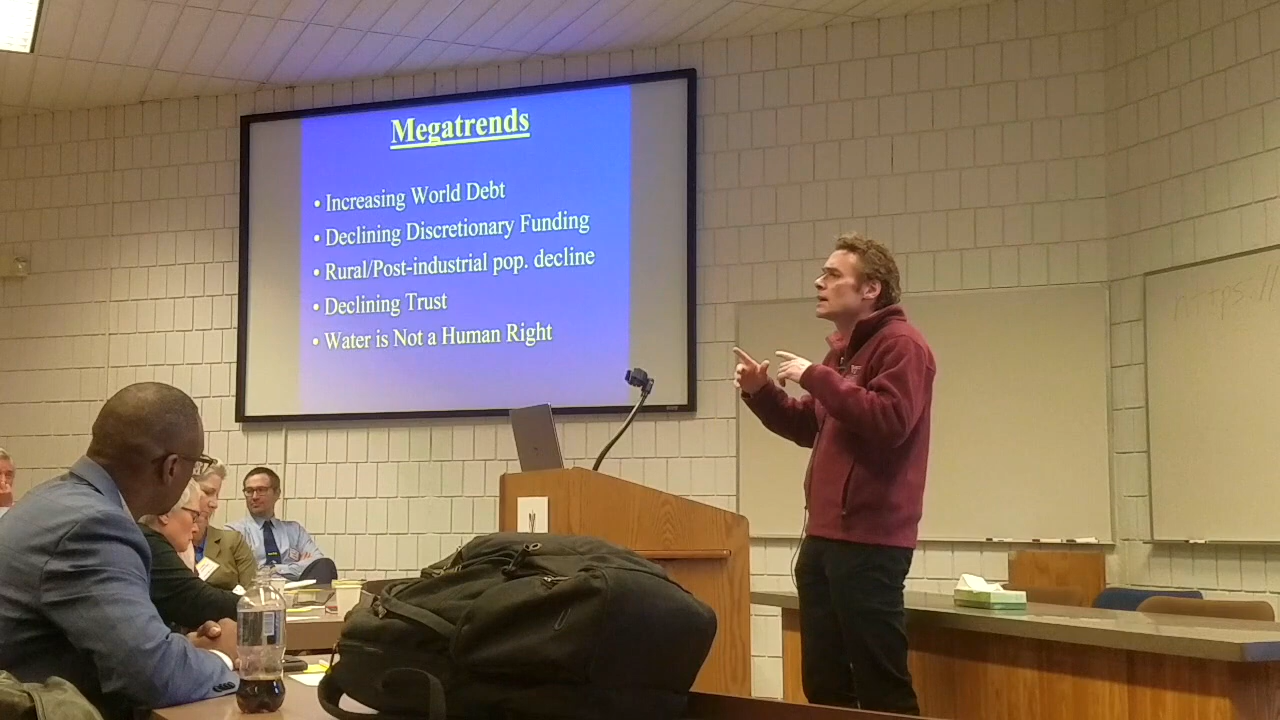 Megatrends
• Increasing World Debt
• Declining Discretionary Funding
• Rural/Post-industrial pop. decline
• Declining Trust
• Water is Not a Human Right
https://